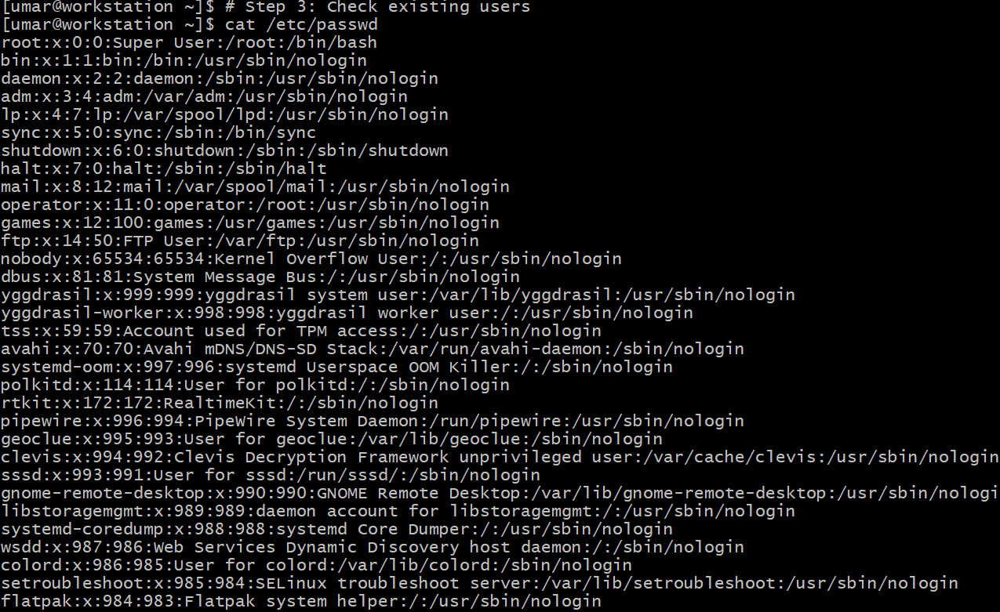 [umar@workstation ~]$ # Step 3: Check existing users
[umar@workstation ~]$ cat /etc/passwd
root:x:0:0:Super User:/root:/bin/bash
bin:x:1:1:bin:/bin:/usr/sbin/nologin
daemon:x:2:2:daemon:/sbin:/usr/sbin/nologin
adm:x:3:4:adm:/var/adm:/usr/sbin/nologin
lp:x:4:7:lp:/var/spool/lpd:/usr/sbin/nologin
sync:x:5:0:sync:/sbin:/bin/sync
shutdown:x:6:0:shutdown:/sbin:/sbin/shutdown
halt:x:7:0:halt:/sbin:/sbin/halt
mail:x:8:12:mail:/var/spool/mail:/usr/sbin/nologin
operator:x:11:0:operator:/root:/usr/sbin/nologin
games:x:12:100:games:/usr/games:/usr/sbin/nologin
ftp:x:14:50:FTP User:/var/ftp:/usr/sbin/nologin
nobody:x:65534:65534:Kernel Overflow User:/:/usr/sbin/nologin
dbus:x:81:81:System Message Bus:/:/usr/sbin/nologin
yggdrasil:x:999:999:yggdrasil system user:/var/lib/yggdrasil:/usr/sbin/nologin
yggdrasil-worker:x:998:998:yggdrasil worker user:/:/usr/sbin/nologin
tss:x:59:59:Account used for TPM access:/:/usr/sbin/nologin
avahi:x:70:70:Avahi mDNS/DNS-SD Stack:/var/run/avahi-daemon:/sbin/nologin
systemd-oom:x:997:996:systemd Userspace OOM Killer:/:/sbin/nologin
polkitd:x:114:114:User for polkitd:/:/sbin/nologin
rtkit:x:172:172:RealtimeKit:/:/sbin/nologin
pipewire:x:996:994:PipeWire System Daemon:/run/pipewire:/usr/sbin/nologin
geoclue:x:995:993:User for geoclue:/var/lib/geoclue:/sbin/nologin
clevis:x:994:992:Clevis Decryption Framework unprivileged user:/var/cache/clevis:/usr/sbin/nologin
sssd:x:993:991:User for sssd:/run/sssd/:/sbin/nologin
gnome-remote-desktop:x:990:990:GNOME Remote Desktop:/var/lib/gnome-remote-desktop:/usr/sbin/nologi
libstoragemgmt:x:989:989:daemon account for libstoragemgmt:/:/usr/sbin/nologin
systemd-coredump:x:988:988:systemd Core Dumper:/:/usr/sbin/nologin
wsdd:x:987:986:Web Services Dynamic Discovery host daemon:/:/sbin/nologin
colord:x:986:985:User for colord:/var/lib/colord:/sbin/nologin
setroubleshoot:x:985:984:SELinux troubleshoot server:/var/lib/setroubleshoot:/usr/sbin/nologin
flatpak:x:984:983:Flatpak system helper:/:/usr/sbin/nologin